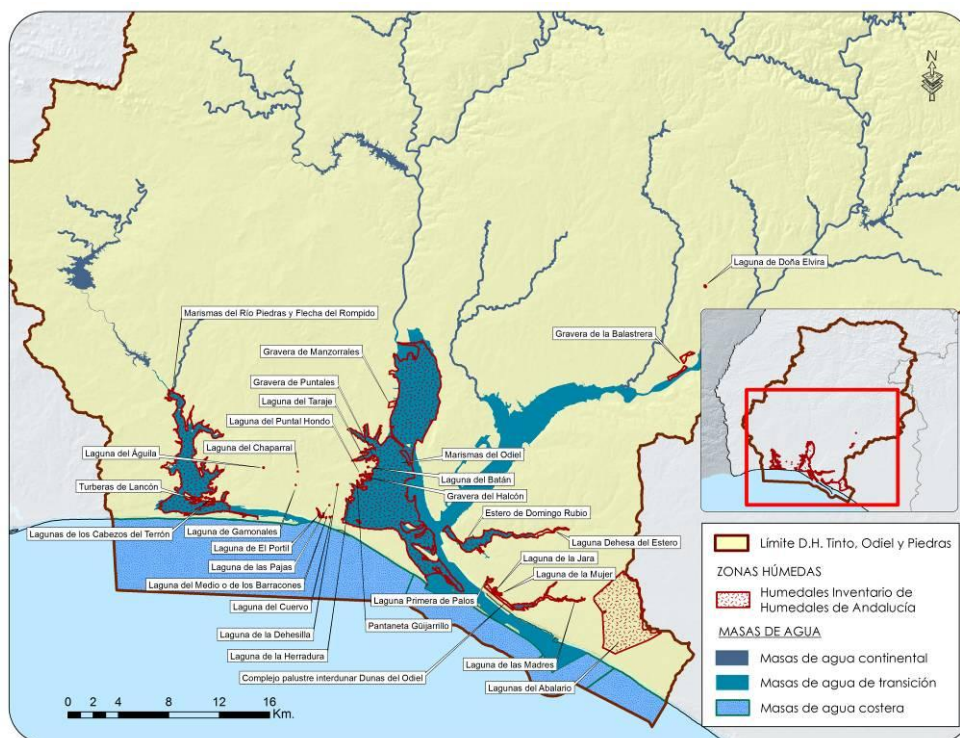 N
Laguna de Doña Elvira
Marismas del Río Piedras y Flecha del Rompido
Gravera de la Balastrera
Gravera de Manzorrales
Gravera de Puntales
Laguna del Taraje
Laguna del Puntal Hondo
Laguna del Chaparral
Laguna del Águila
Marismas del Odiel
Laguna del Batán
Turberas de Lancón
Gravera del Halcón
Estero de Domingo Rubio
Lagunas de los Cabezos del Terrón
Laguna de Gamonales
Laguna Dehesa del Estero
Laguna de El Portil
Laguna de la Jara
Laguna de las Pajas
Laguna de la Mujer
Laguna del Medio o de los Barracones
Laguna Primera de Palos
Laguna del Cuervo
Pantaneta Güijarrillo
Laguna de la Dehesilla
Laguna de la Herradura
Laguna de las Madres
Complejo palustre interdunar Dunas del Odiel
Lagunas del Abalario
0 2 4 8 12 16
Km.
Límite D.H. Tinto, Odiel y Piedras
ZONAS HÚMEDAS
Humedales Inventario de
Humedales de Andalucía
MASAS DE AGUA
Masas de agua continental
Masas de agua de transición
Masas de agua costera